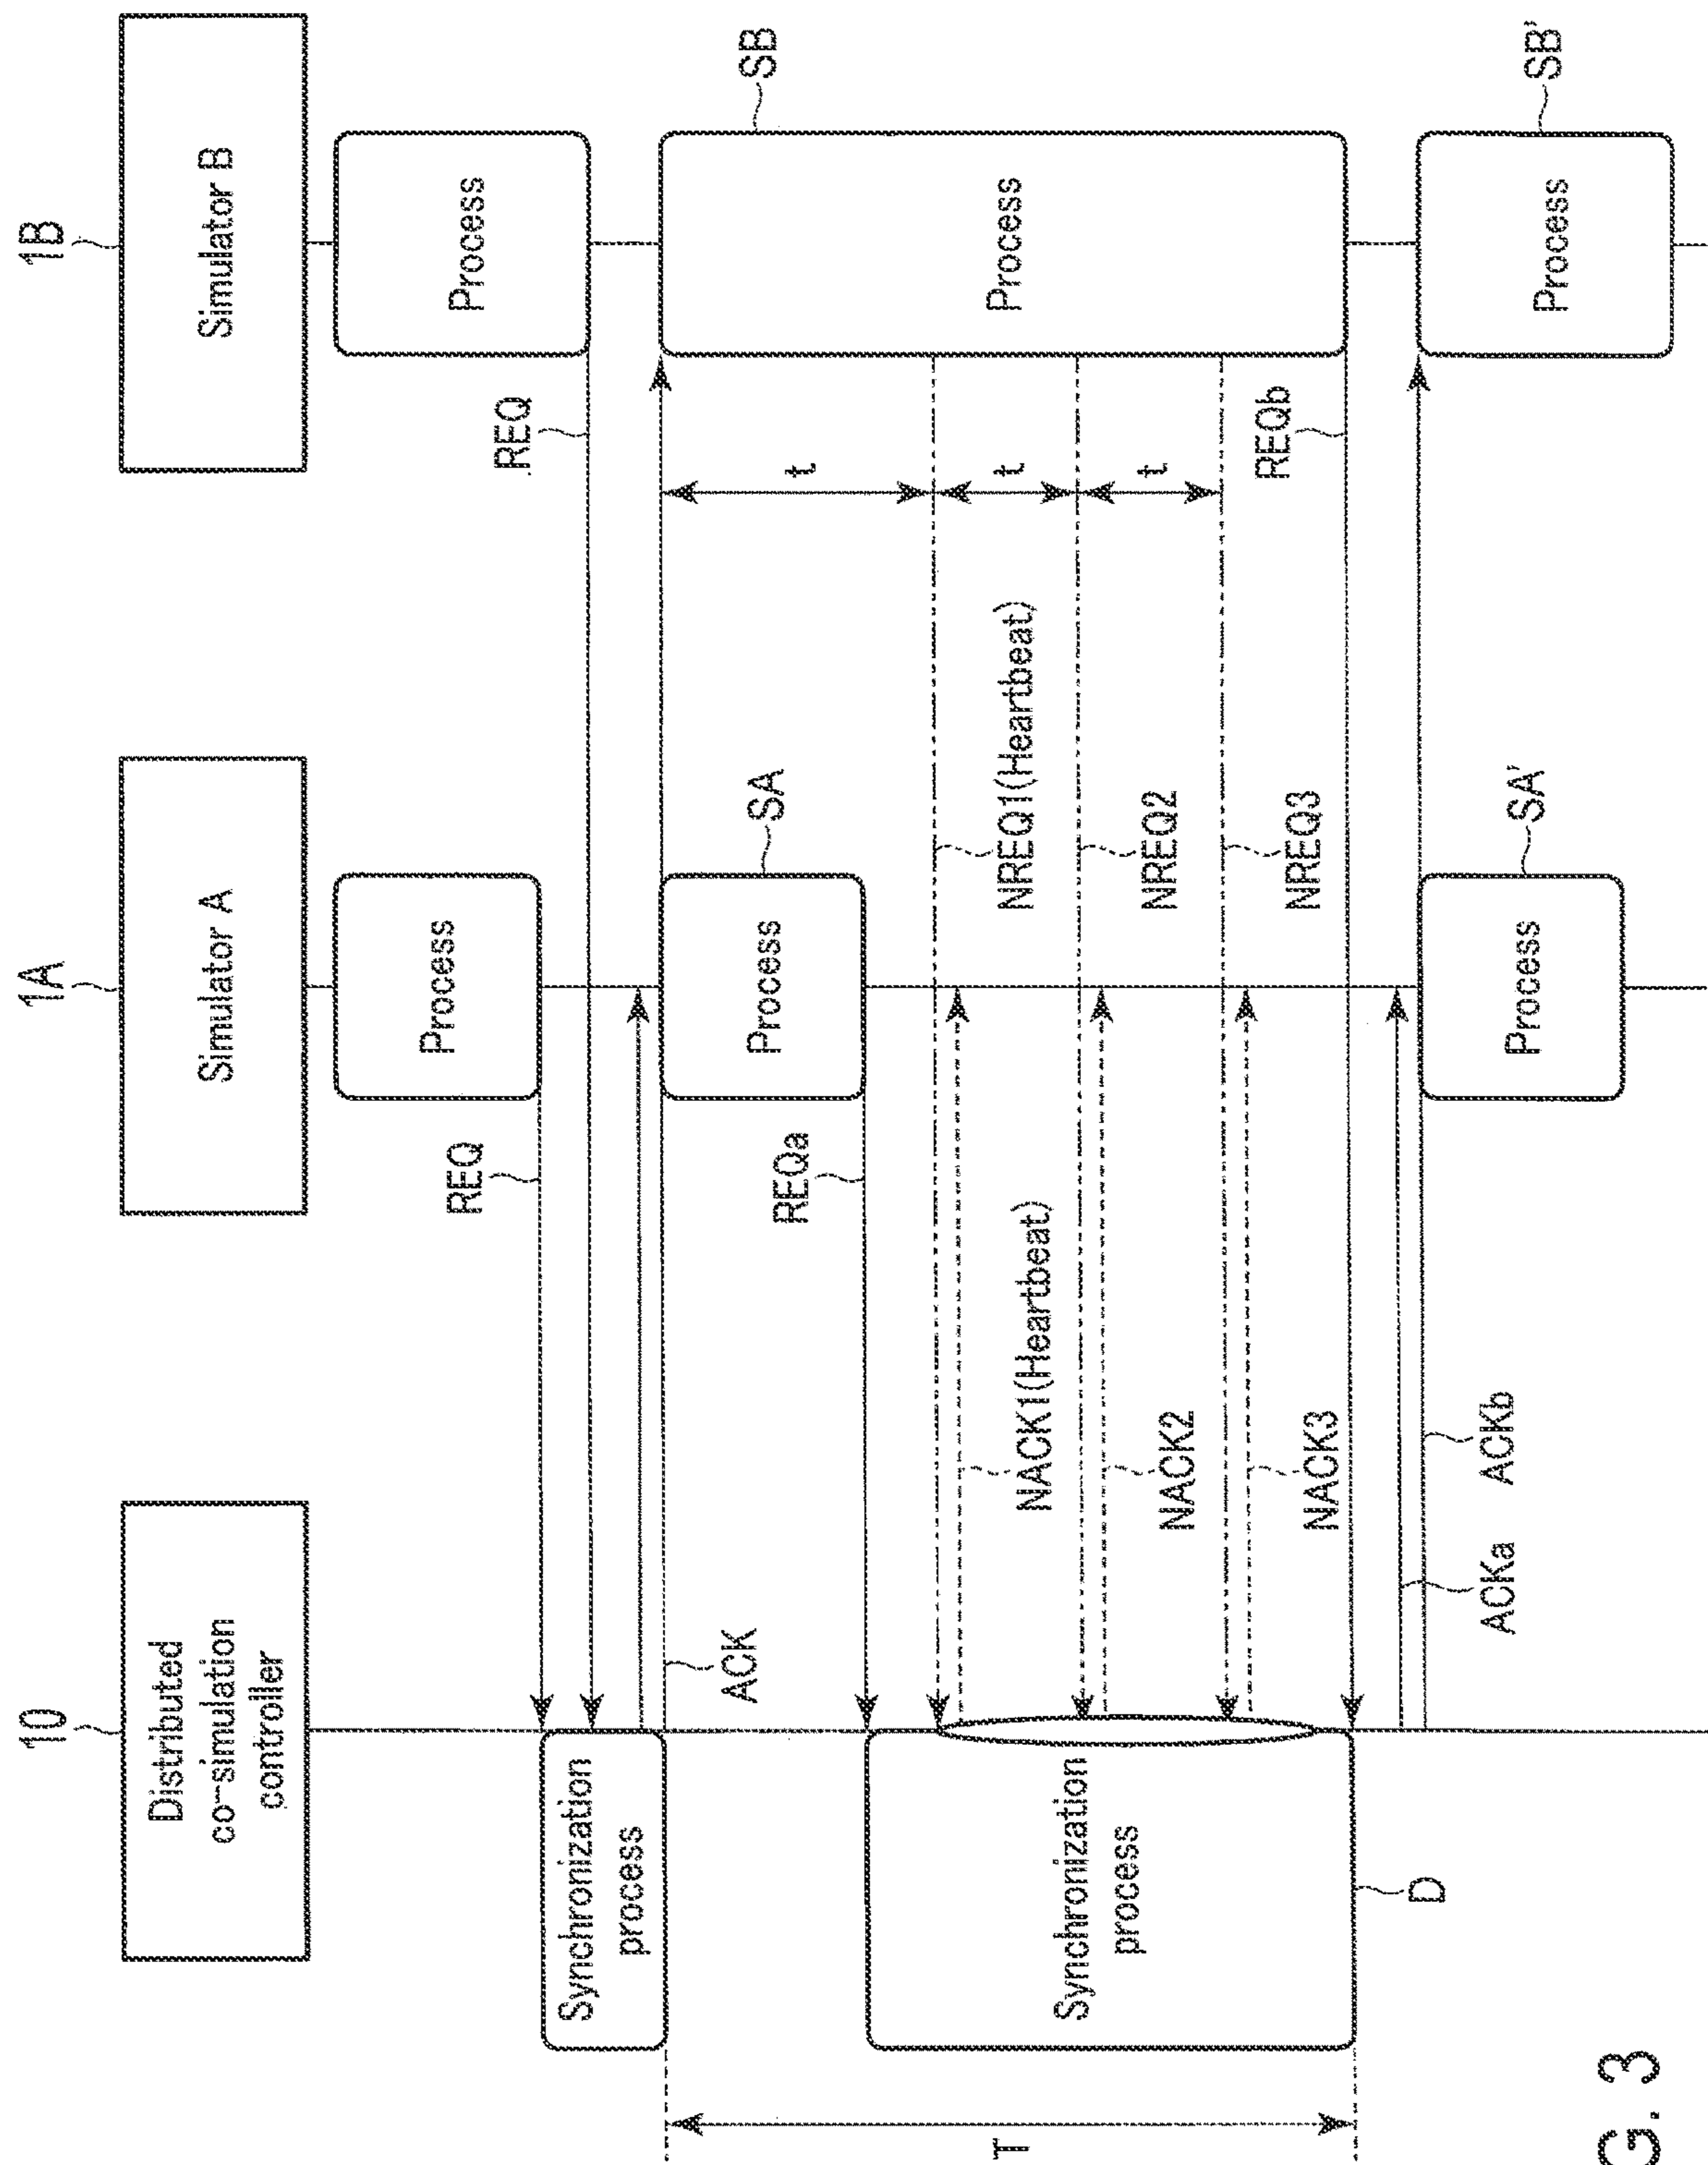 10
1A
1B
Distributed
co-simulation
controller
Simulator A
Simulator B
Process
Process
REQ
REQ
Synchronization
process
ACK
Process
SA
Process
SB
REQa
t
t
t
NREQ1(Heartbeat)
NACK1(Heartbeat)
NREQ2
NACK2
NREQ3
NACK3
REQb
Synchronization
process
T
D
ACKa
ACKb
Process
SA'
Process
SB'
G. 3